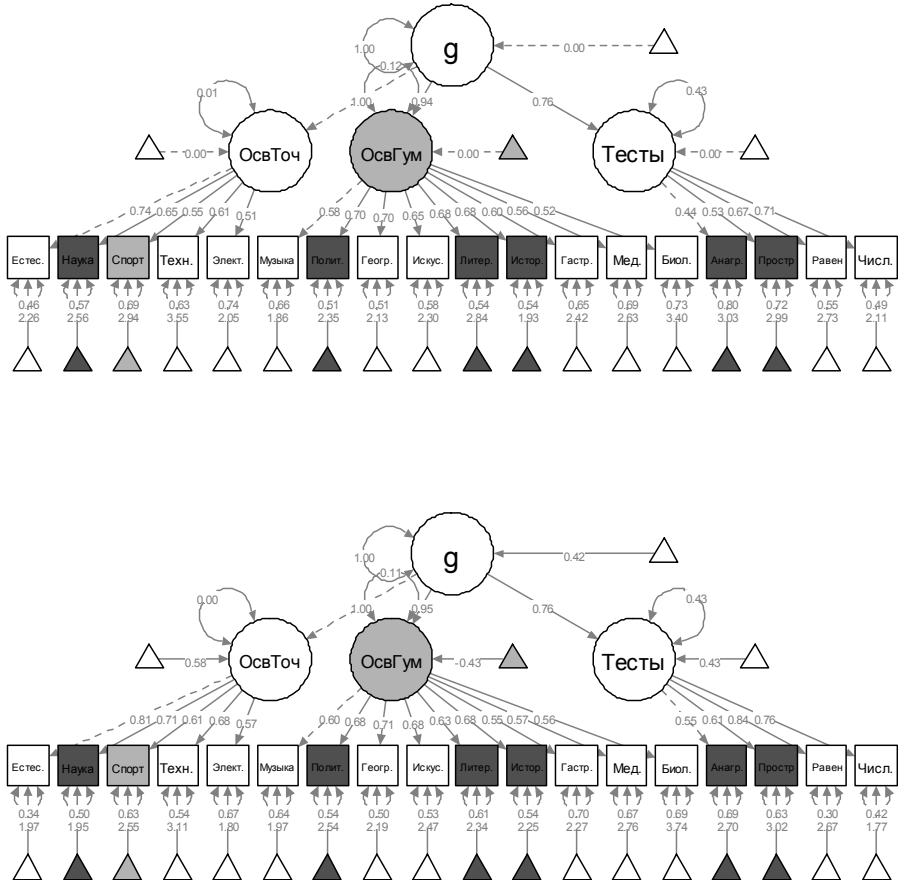 g
1.00
-0.12
0.00
0.01
1.00
0.94
0.76
0.43
ОсвТоч
ОсвГум
Тесты
0.00
0.00
0.00
0.74 0.65 0.55 0.61 0.51 0.58 0.70 0.70 0.65 0.68 0.68 0.60 0.56 0.52 0.44 0.53 0.67 0.71
Естес. Наука Спорт Техн. Элект. Музыка Полит. Геогр. Искус. Литер. Истор. Гастр. Мед. Биол. Анагр. Простр Равен Числ.
0.46 0.57 0.69 0.63 0.74 0.66 0.51 0.51 0.58 0.54 0.54 0.65 0.69 0.73 0.80 0.72 0.55 0.49
2.26 2.56 2.94 3.55 2.05 1.86 2.35 2.13 2.30 2.84 1.93 2.42 2.63 3.40 3.03 2.99 2.73 2.11
g
1.00
-0.11
0.42
0.00
1.00
0.95
0.76
0.43
ОсвТоч
ОсвГум
Тесты
0.58
-0.43
0.43
0.81 0.71 0.61 0.68 0.57 0.60 0.68 0.71 0.68 0.63 0.68 0.55 0.57 0.56 0.55 0.61 0.84 0.76
Естес. Наука Спорт Техн. Элект. Музыка Полит. Геогр. Искус. Литер. Истор. Гастр. Мед. Биол. Анагр. Простр Равен Числ.
0.34 0.50 0.63 0.54 0.67 0.64 0.54 0.50 0.53 0.61 0.54 0.70 0.67 0.69 0.69 0.63 0.30 0.42
1.97 1.95 2.55 3.11 1.80 1.97 2.54 2.19 2.47 2.34 2.25 2.27 2.76 3.74 2.70 3.02 2.67 1.77